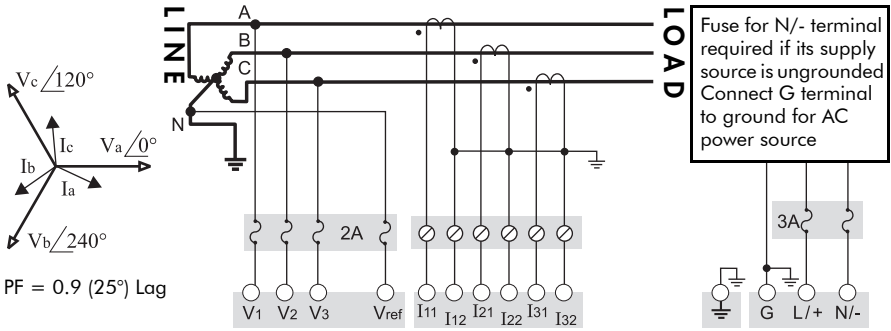 LINE
A
B
C
N
LOAD
Fuse for N/- terminal
required if its supply
source is ungrounded
Connect G terminal
to ground for AC
power source
Vc/120°
Ic
Va/0°
Ib
Ia
Vb/240°
PF = 0.9 (25°) Lag
2A
3A
V1 V2 V3 Vref I11 I12 I21 I22 I31 I32 G L/+ N/-